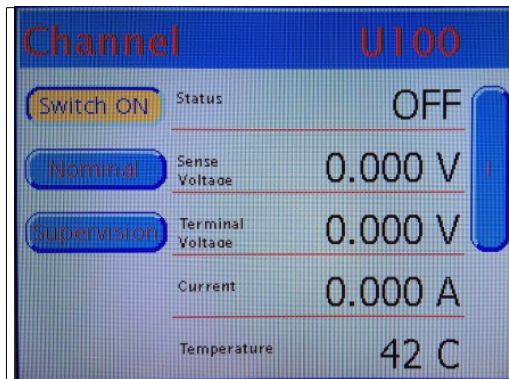 Channel U100
Switch ON
Status OFF
Nominal
Sense Voltage 0.000 V
Supervision
Terminal Voltage 0.000 V
Current 0.000 A
Temperature 42 C